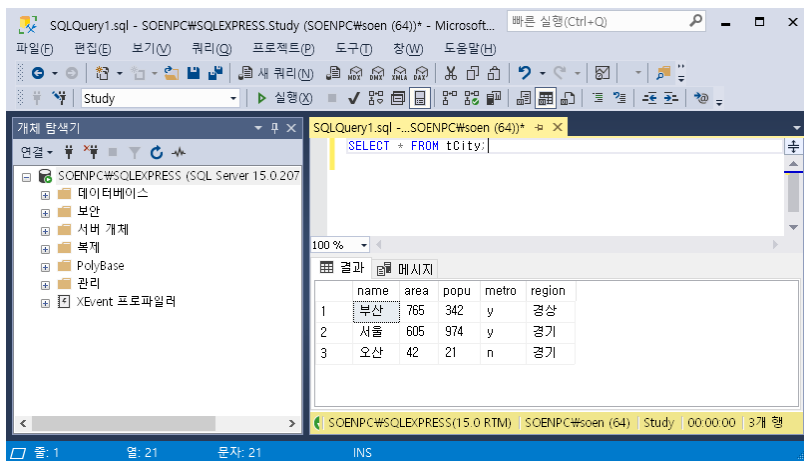 SQLQuery1.sql - SOENPC₩SQLEXPRESS.Study (SOENPC₩soen (64))* - Microsoft...
빠른 실행(Ctrl+Q)
파일(F) 편집(E) 보기(V) 쿼리(Q) 프로젝트(P) 도구(T) 창(W) 도움말(H)
새 쿼리(N) MDX DMX XMLA DAX
Study 실행(X)
개체 탐색기
연결
SOENPC₩SQLEXPRESS (SQL Server 15.0.207
데이터베이스
보안
서버 개체
복제
PolyBase
관리
XEvent 프로파일러
SQLQuery1.sql -...SOENPC₩soen (64))*
SELECT * FROM tCity;
100 %
결과 메시지
name area popu metro region
1 부산 765 342 y 경상
2 서울 605 974 y 경기
3 오산 42 21 n 경기
SOENPC₩SQLEXPRESS(15.0 RTM) SOENPC₩soen (64) Study 00:00:00 3개 행
줄: 1 열: 21 문자: 21 INS